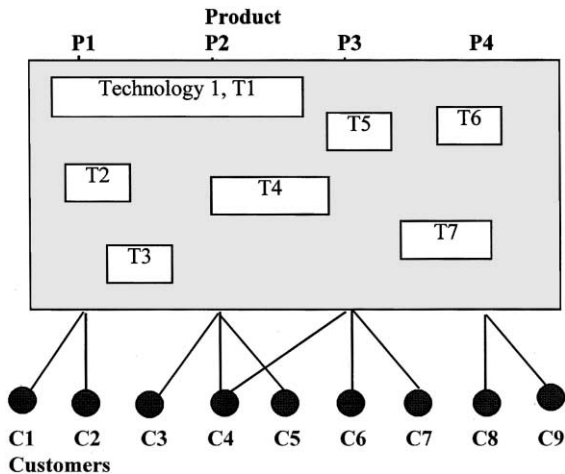 Product
P1 P2 P3 P4
Technology 1, T1
T5 T6
T2 T4
T7
T3
C1 C2 C3 C4 C5 C6 C7 C8 C9
Customers